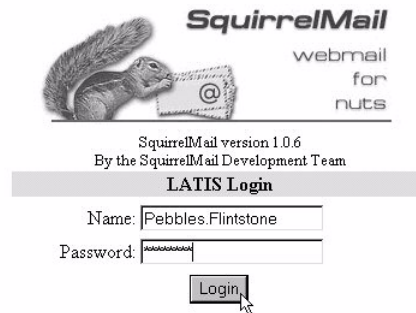 SquirrelMail
webmail
for
nuts
@
SquirrelMail version 1.0.6
By the SquirrelMail Development Team
LATIS Login
Name: Pebbles.Flintstone
Password: ********
Login